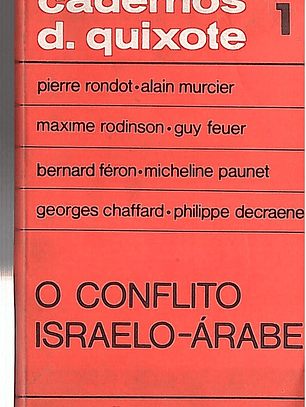 cadernos
d. quixote 1
pierre rondot•alain murcier
maxime rodinson•guy feuer
bernard féron•micheline paunet
georges chaffard•philippe decraene
O CONFLITO
ISRAELO-ÁRABE